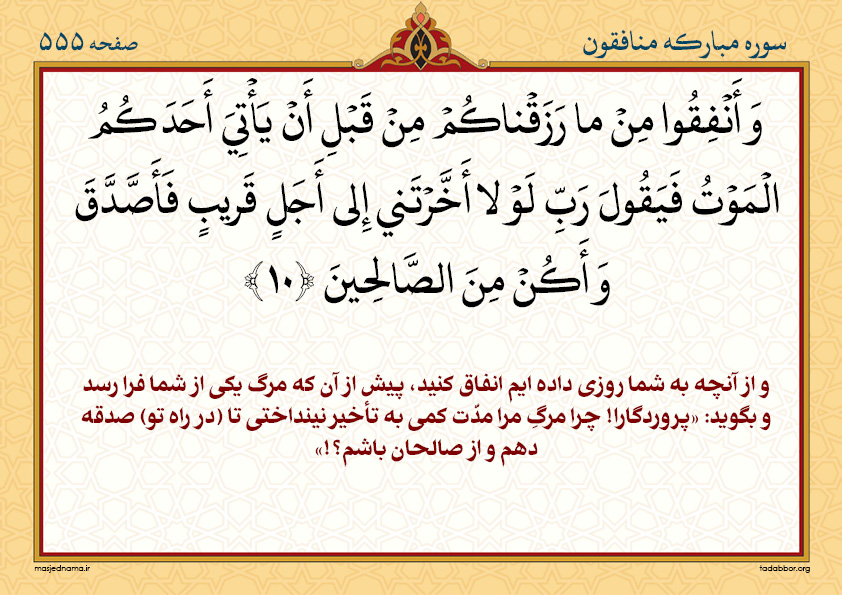 سوره مبارکه منافقون
صفحه ۵۵۵
وَ أَنْفِقُوا مِنْ ما رَزَقْناكُمْ مِنْ قَبْلِ أَنْ يَأْتِيَ أَحَدَكُمُ
الْمَوْتُ فَيَقُولَ رَبِّ لَوْ لا أَخَّرْتَني إِلى أَجَلٍ قَريبٍ فَأَصَّدَّقَ
وَ أَكُنْ مِنَ الصَّالِحِينَ ﴿۱۰﴾
و از آنچه به شما روزی داده ایم انفاق کنید، پیش از آن که مرگ یکی از شما فرا رسد
و بگوید: «پروردگارا! چرا مرگِ مرا مدّت کمی به تأخیر نینداختی تا (در راه تو) صدقه
دهم و از صالحان باشم؟!»
masjednama.ir
tadabbor.org